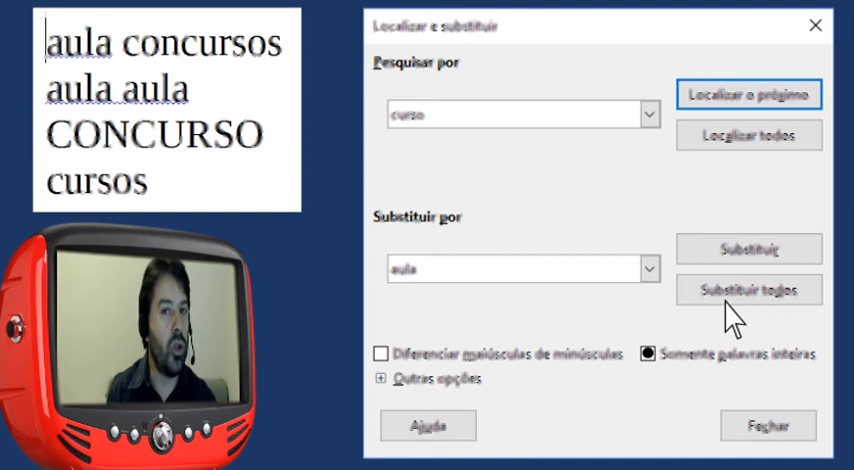 aula concursos
aula aula
CONCURSO
cursos
Localizar e substituir
Pesquisar por
curso
Localizar o próximo
Localizar todos
Substituir por
aula
Substituir
Substituir todos
Diferenciar maiúsculas de minúsculas
Somente palavras inteiras
Outras opções
Ajuda
Fechar